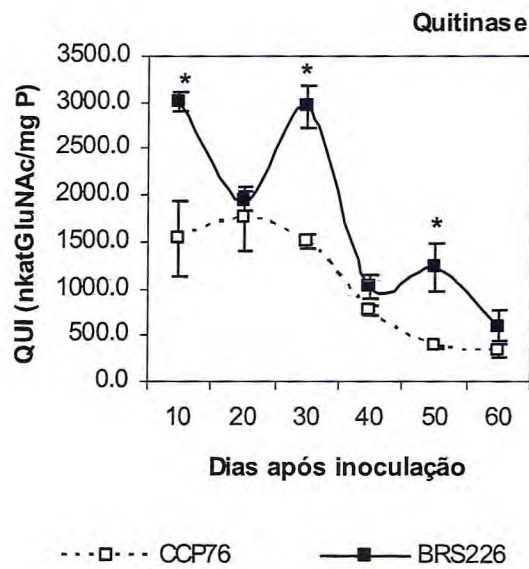 Quitinase
3500.0
3000.0
2500.0
2000.0
1500.0
1000.0
500.0
0.0
QUI (nkatGluNAc/mg P)
*
*
*
10 20 30 40 50 60
Dias após inoculação
CCP76 BRS226